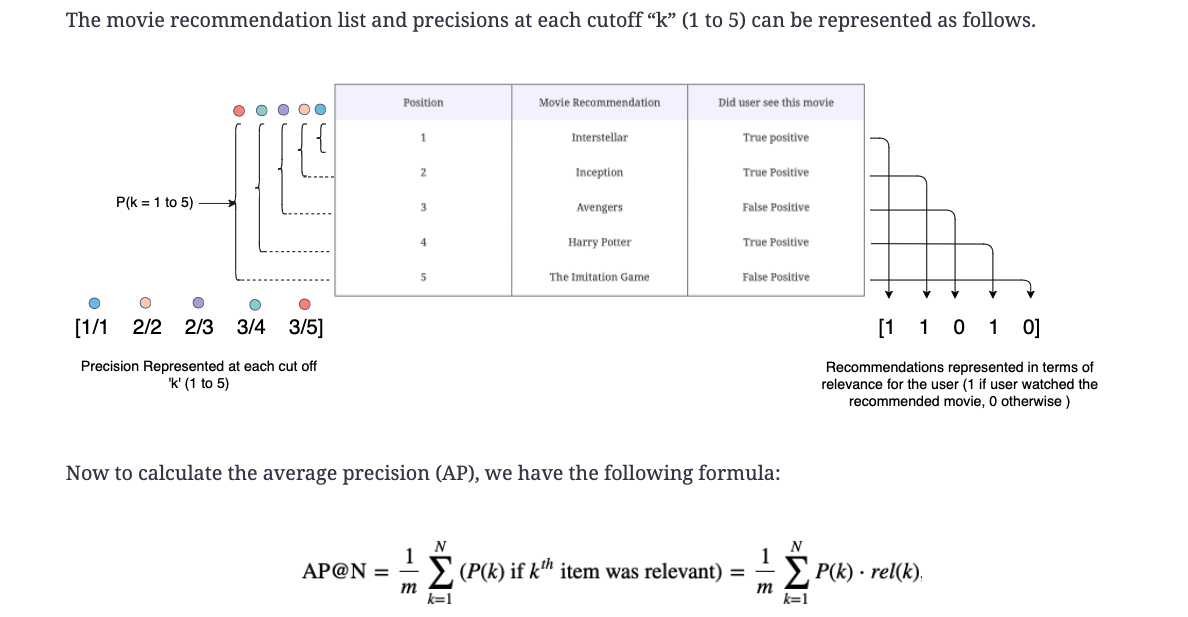 The movie recommendation list and precisions at each cutoff “k” (1 to 5) can be represented as follows.
Position Movie Recommendation Did user see this movie
1 Interstellar True positive
2 Inception True Positive
3 Avengers False Positive
4 Harry Potter True Positive
5 The Imitation Game False Positive
P(k = 1 to 5)
[1/1 2/2 2/3 3/4 3/5]
Precision Represented at each cut off
'k' (1 to 5)
[1 1 0 1 0]
Recommendations represented in terms of
relevance for the user (1 if user watched the
recommended movie, 0 otherwise )
Now to calculate the average precision (AP), we have the following formula:
AP@N = \frac{1}{m} \sum_{k=1}^{N} (P(k) if k^{th} item was relevant) = \frac{1}{m} \sum_{k=1}^{N} P(k) · rel(k).